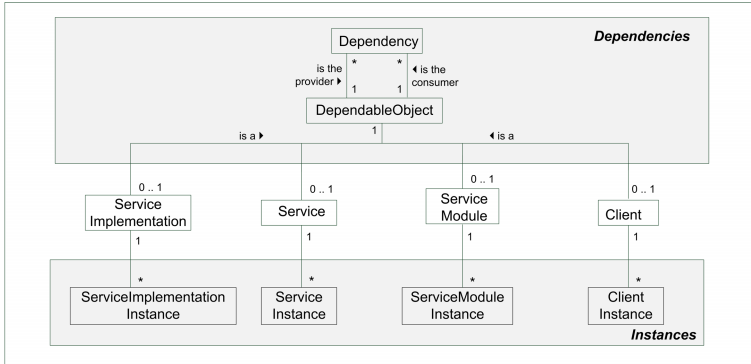 Dependencies
Dependency
* *
is the
provider ▶
◀ is the
consumer
1 1
DependableObject
1
is a ▶ ◀ is a
0 .. 1 0 .. 1 0 .. 1 0 .. 1
Service
Implementation
Service
Service
Module
Client
1 1 1 1
* * * *
ServiceImplementation
Instance
Service
Instance
ServiceModule
Instance
Client
Instance
Instances